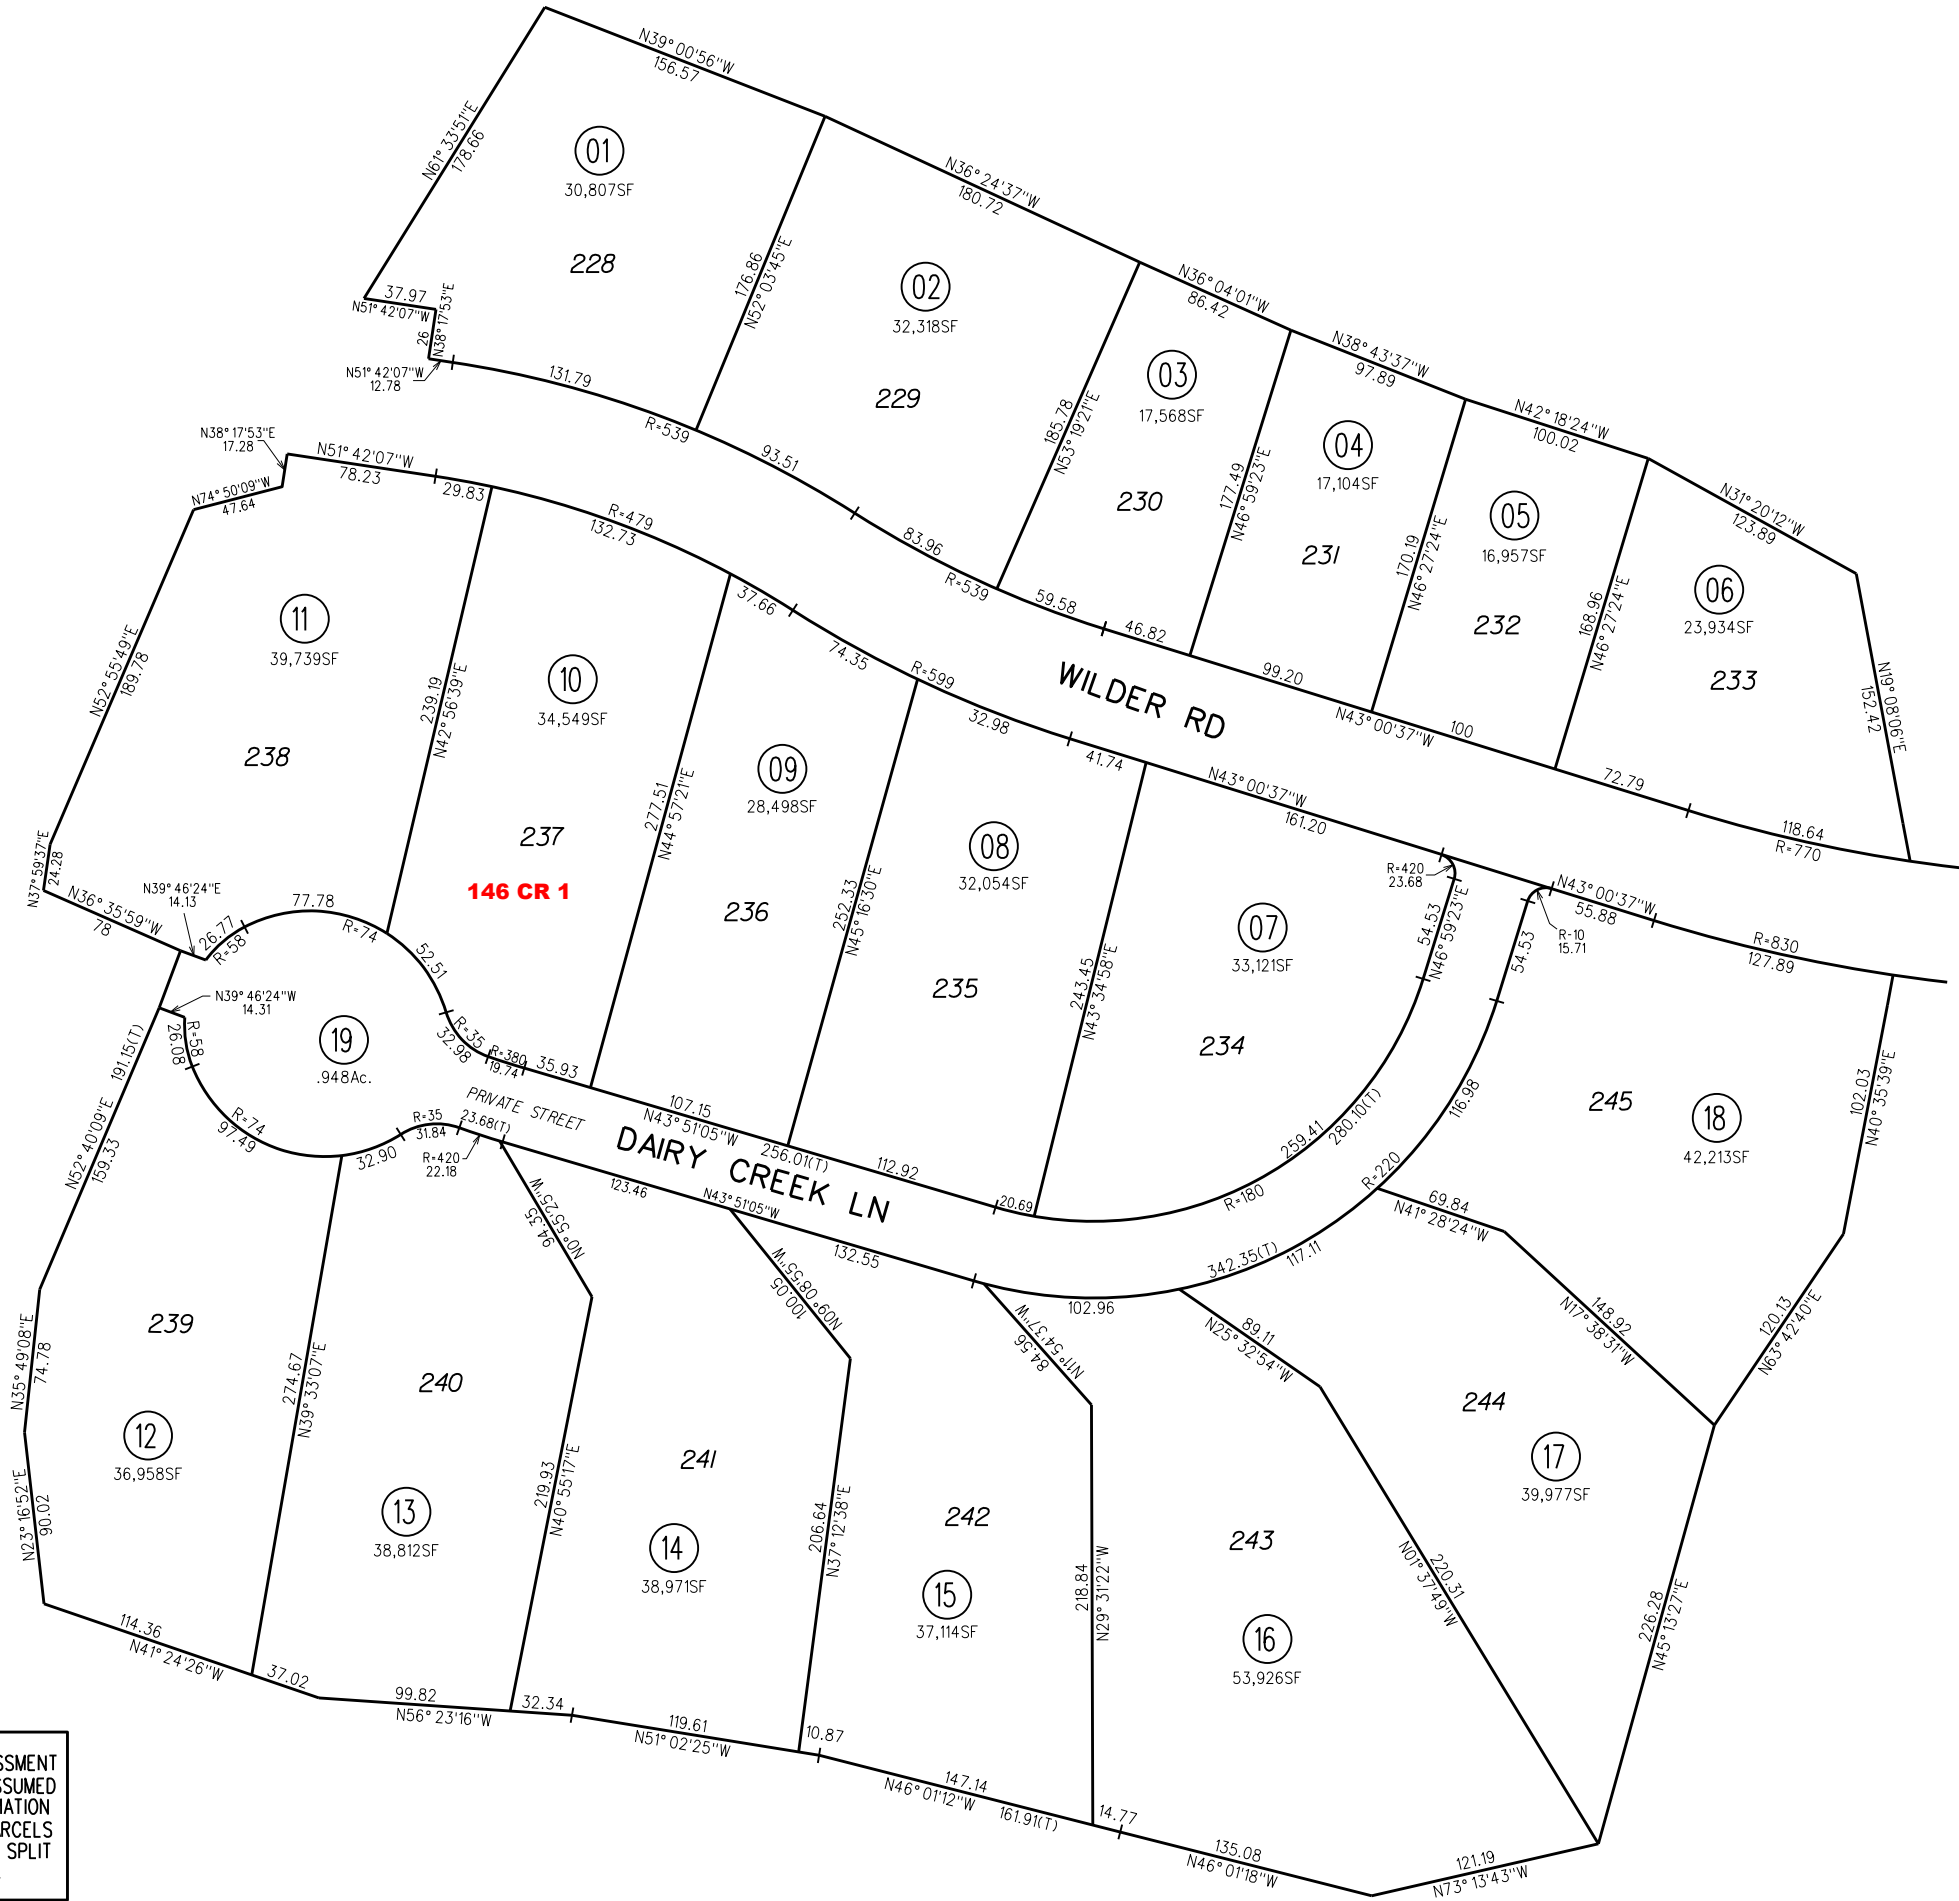 N39°00'56"W
156.57
N61°33'51"E
178.66
01
30,807SF
228
37.97
N51°42'07"W
26
N38°17'53"E
N51°42'07"W
12.78
131.79
R=539
176.86
N52°03'45"E
N36°24'37"W
180.72
02
32,318SF
229
93.51
83.96
R=539
185.78
N53°19'21"E
N36°04'01"W
86.42
03
17,568SF
230
59.58
46.82
177.49
N46°59'23"E
N38°43'37"W
97.89
04
17,104SF
231
99.20
170.19
N46°27'24"E
N42°18'24"W
100.02
05
16,957SF
232
N43°00'37"W
100
168.96
N46°27'24"E
N31°20'12"W
123.89
06
23,934SF
233
N19°08'06"E
152.42
72.79
118.64
R=770
WILDER RD
N38°17'53"E
17.28
N51°42'07"W
78.23
29.83
N74°50'09"W
47.64
R=479
132.73
37.66
74.35
R=599
32.98
41.74
N43°00'37"W
161.20
R=420
23.68
N43°00'37"W
55.88
R-10
15.71
R=830
127.89
N52°55'49"E
189.78
11
39,739SF
238
239.19
N42°56'39"E
10
34,549SF
237
146 CR 1
277.51
N44°57'21"E
09
28,498SF
236
252.33
N45°16'30"E
08
32,054SF
235
243.45
N43°34'58"E
07
33,121SF
234
54.53
N46°59'23"E
54.53
N37°59'37"E
24.28
N36°35'59"W
78
N39°46'24"E
14.13
26.77
R=58
77.78
R=74
52.51
N39°46'24"W
14.31
R=58
26.08
19
.948Ac.
R=35
32.98
R=380
19.74
35.93
PRIVATE STREET
DAIRY CREEK LN
107.15
N43°51'05"W
256.01(T)
112.92
20.69
259.41
280.10(T)
R=180
116.98
R=220
191.15(T)
N52°40'09"E
159.33
R=74
97.49
32.90
R=35
31.84
23.68(T)
R=420
22.18
123.46
N43°51'05"W
132.55
102.96
342.35(T)
117.11
245
18
42,213SF
102.03
N40°35'39"E
69.84
N41°28'24"W
148.92
N17°38'31"W
120.13
N63°42'40"E
N0°55'25"W
94.35
N09°08'55"W
100.05
N11°54'37"W
84.56
89.11
N25°32'54"W
239
12
36,958SF
N35°49'08"E
74.78
N23°16'52"E
90.02
274.67
N39°33'07"E
240
13
38,812SF
219.93
N40°55'17"E
241
14
38,971SF
206.64
N37°12'38"E
242
15
37,114SF
218.84
N29°31'22"W
243
16
53,926SF
220.31
N01°37'49"W
244
17
39,977SF
226.28
N45°13'27"E
114.36
N41°24'26"W
37.02
99.82
N56°23'16"W
32.34
119.61
N51°02'25"W
10.87
147.14
N46°01'12"W
161.91(T)
14.77
135.08
N46°01'18"W
121.19
N73°13'43"W
SSMENT
SSUMED
MATION
RCELS
SPLIT